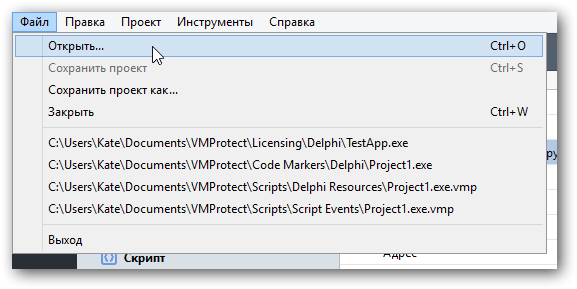 Файл Правка Проект Инструменты Справка
Открыть... Ctrl+O
Сохранить проект Ctrl+S
Сохранить проект как...
Закрыть Ctrl+W
C:\Users\Kate\Documents\VMProtect\Licensing\Delphi\TestApp.exe
C:\Users\Kate\Documents\VMProtect\Code Markers\Delphi\Project1.exe
C:\Users\Kate\Documents\VMProtect\Scripts\Delphi Resources\Project1.exe.vmp
C:\Users\Kate\Documents\VMProtect\Scripts\Script Events\Project1.exe.vmp
Выход
Скрипт
Адрес